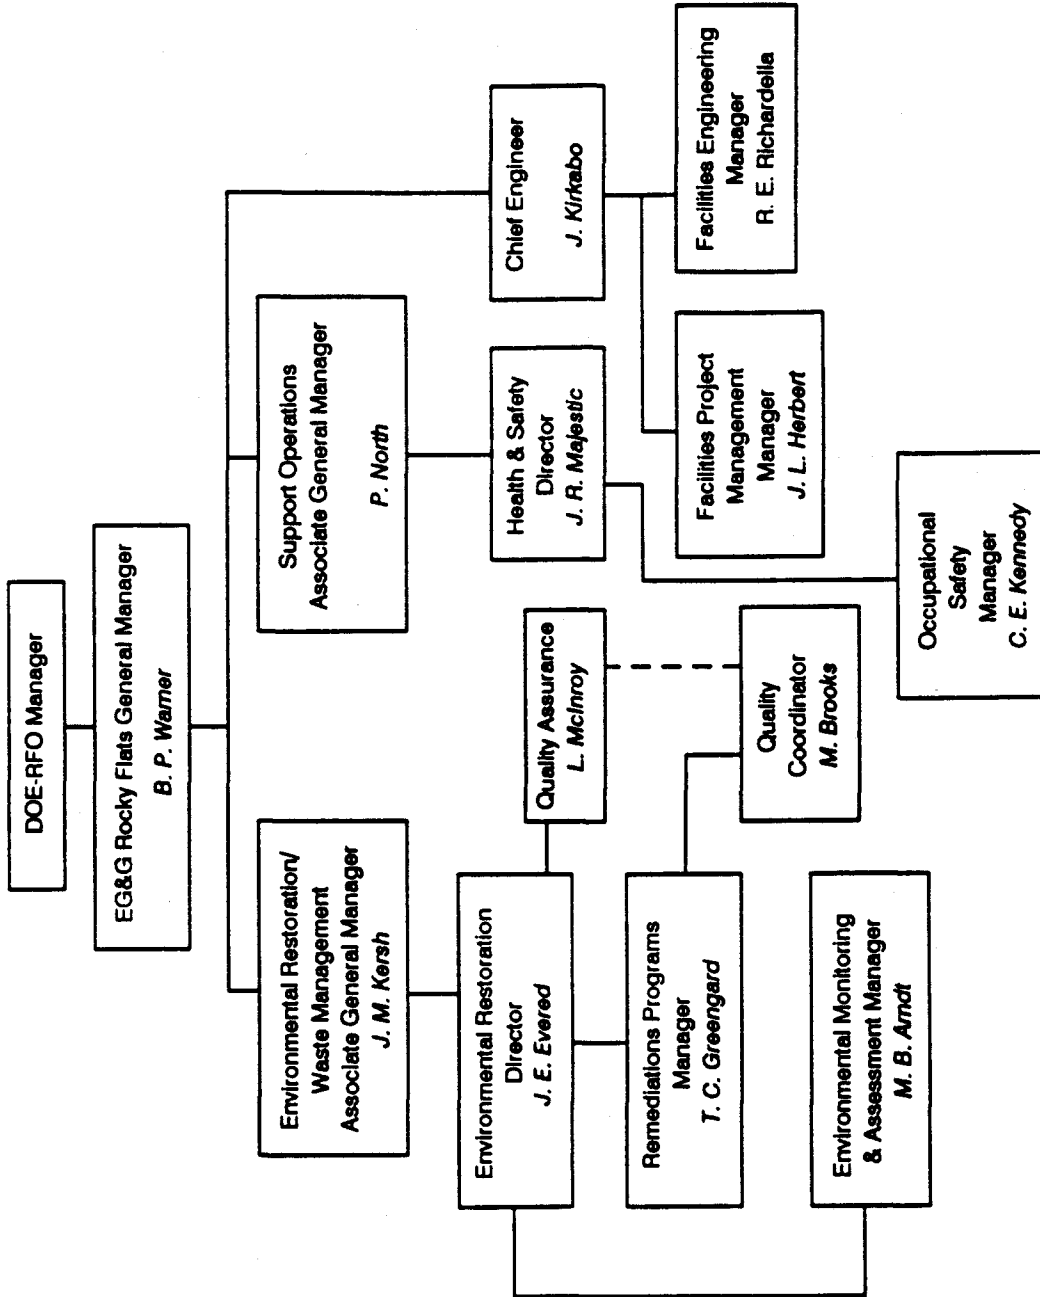 DOE-RFO Manager
EG&G Rocky Flats General Manager
B. P. Warner
Environmental Restoration/
Waste Management
Associate General Manager
J. M. Kersh
Support Operations
Associate General Manager
P. North
Environmental Restoration
Director
J. E. Evered
Quality Assurance
L. McInroy
Health & Safety
Director
J. R. Majestic
Chief Engineer
J. Kirkabo
Remediations Programs
Manager
T. C. Greengard
Quality
Coordinator
M. Brooks
Facilities Project
Management
Manager
J. L. Herbert
Facilities Engineering
Manager
R. E. Richardella
Environmental Monitoring
& Assessment Manager
M. B. Arndt
Occupational
Safety
Manager
C. E. Kennedy